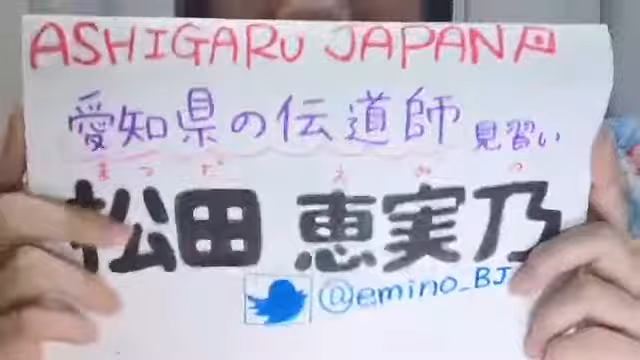 ASHIGARU JAPAN
愛知県の伝道師 見習い
まつだ えみの
松田 恵実乃
@emino_BJ